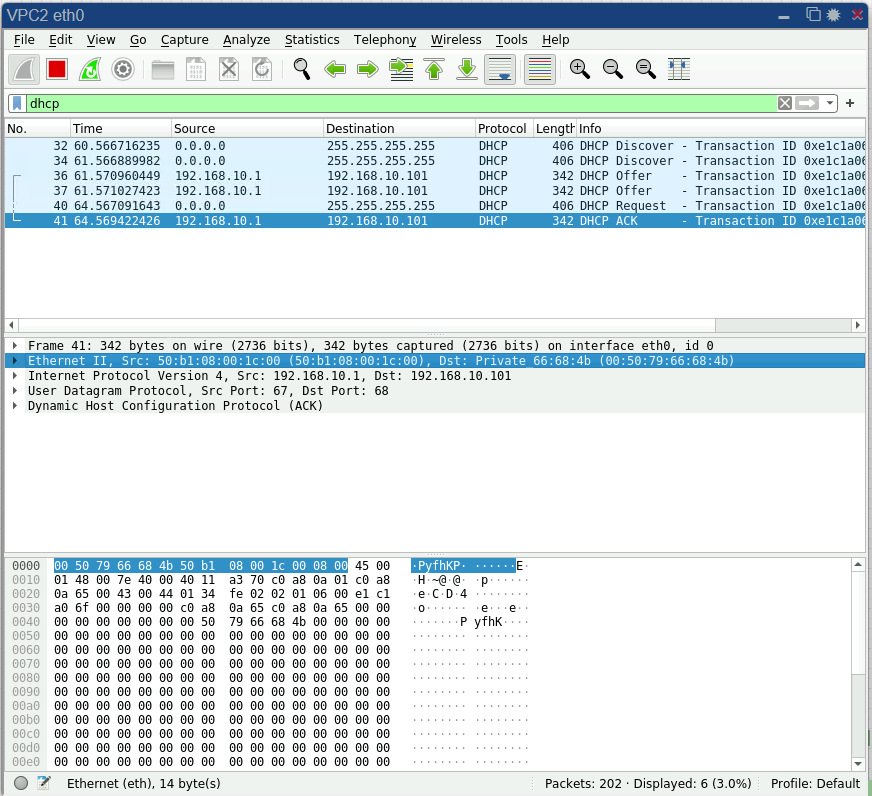 VPC2 eth0
File Edit View Go Capture Analyze Statistics Telephony Wireless Tools Help
dhcp
No. Time Source Destination Protocol Length Info
32 60.566716235 0.0.0.0 255.255.255.255 DHCP 406 DHCP Discover - Transaction ID 0xe1c1a06
34 61.566889982 0.0.0.0 255.255.255.255 DHCP 406 DHCP Discover - Transaction ID 0xe1c1a06
36 61.570960449 192.168.10.1 192.168.10.101 DHCP 342 DHCP Offer - Transaction ID 0xe1c1a06
37 61.571027423 192.168.10.1 192.168.10.101 DHCP 342 DHCP Offer - Transaction ID 0xe1c1a06
40 64.567091643 0.0.0.0 255.255.255.255 DHCP 406 DHCP Request - Transaction ID 0xe1c1a06
41 64.569422426 192.168.10.1 192.168.10.101 DHCP 342 DHCP ACK - Transaction ID 0xe1c1a06
Frame 41: 342 bytes on wire (2736 bits), 342 bytes captured (2736 bits) on interface eth0, id 0
Ethernet II, Src: 50:b1:08:00:1c:00 (50:b1:08:00:1c:00), Dst: Private_66:68:4b (00:50:79:66:68:4b)
Internet Protocol Version 4, Src: 192.168.10.1, Dst: 192.168.10.101
User Datagram Protocol, Src Port: 67, Dst Port: 68
Dynamic Host Configuration Protocol (ACK)
0000 00 50 79 66 68 4b 50 b1 08 00 1c 00 08 00 45 00 ·PyfhKP· ······E·
0010 01 48 00 7e 40 00 40 11 a3 70 c0 a8 0a 01 c0 a8 ·H·~@·@· ·p······
0020 0a 65 00 43 00 44 01 34 fe 02 02 01 06 00 e1 c1 ·e·C·D·4 ········
0030 a6 0f 00 00 00 00 c0 a8 0a 65 c0 a8 0a 65 00 00 ·o······ ·e···e··
0040 00 00 00 00 00 00 00 50 79 66 68 4b 00 00 00 00 ·······P yfhK····
0050 00 00 00 00 00 00 00 00 00 00 00 00 00 00 00 00 ········ ········
0060 00 00 00 00 00 00 00 00 00 00 00 00 00 00 00 00 ········ ········
0070 00 00 00 00 00 00 00 00 00 00 00 00 00 00 00 00 ········ ········
0080 00 00 00 00 00 00 00 00 00 00 00 00 00 00 00 00 ········ ········
0090 00 00 00 00 00 00 00 00 00 00 00 00 00 00 00 00 ········ ········
00a0 00 00 00 00 00 00 00 00 00 00 00 00 00 00 00 00 ········ ········
00b0 00 00 00 00 00 00 00 00 00 00 00 00 00 00 00 00 ········ ········
00c0 00 00 00 00 00 00 00 00 00 00 00 00 00 00 00 00 ········ ········
00d0 00 00 00 00 00 00 00 00 00 00 00 00 00 00 00 00 ········ ········
00e0 00 00 00 00 00 00 00 00 00 00 00 00 00 00 00 00 ········ ········
Ethernet (eth), 14 byte(s) Packets: 202 · Displayed: 6 (3.0%) Profile: Default